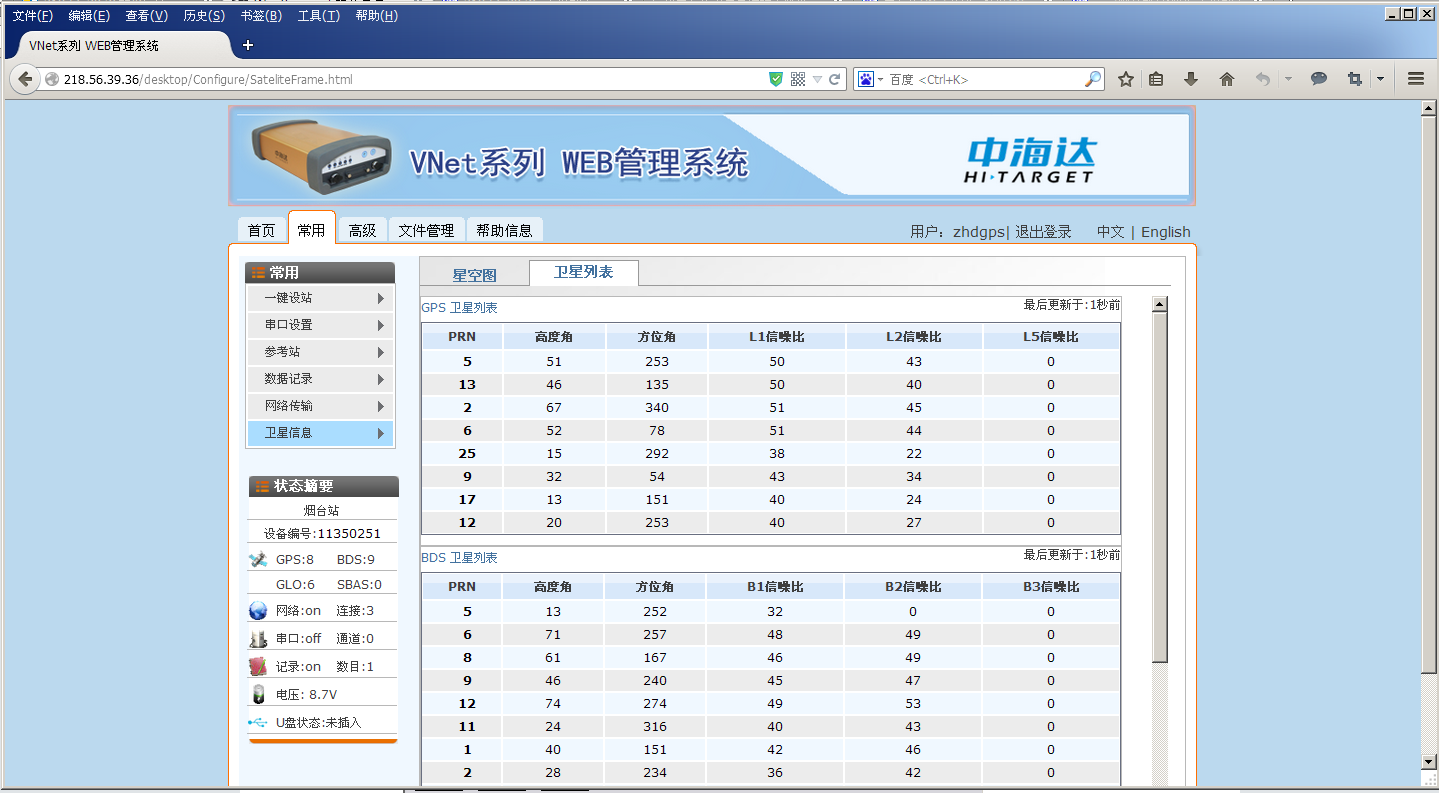 文件(F) 编辑(E) 查看(V) 历史(S) 书签(B) 工具(T) 帮助(H)
VNet系列 WEB管理系统
218.56.39.36/desktop/Configure/SateliteFrame.html
百度 <Ctrl+K>
中海达
VNet系列 WEB管理系统
中海达
HI-TARGET
首页 常用 高级 文件管理 帮助信息
用户: zhdgps| 退出登录 中文 | English
常用
一键设站
串口设置
参考站
数据记录
网络传输
卫星信息
状态摘要
烟台站
设备编号:11350251
GPS:8 BDS:9
GLO:6 SBAS:0
网络:on 连接:3
串口:off 通道:0
记录:on 数目:1
电压: 8.7V
U盘状态:未插入
星空图 卫星列表
GPS 卫星列表 最后更新于:1秒前
PRN 高度角 方位角 L1信噪比 L2信噪比 L5信噪比
5 51 253 50 43 0
13 46 135 50 40 0
2 67 340 51 45 0
6 52 78 51 44 0
25 15 292 38 22 0
9 32 54 43 34 0
17 13 151 40 24 0
12 20 253 40 27 0
BDS 卫星列表 最后更新于:1秒前
PRN 高度角 方位角 B1信噪比 B2信噪比 B3信噪比
5 13 252 32 0 0
6 71 257 48 49 0
8 61 167 46 49 0
9 46 240 45 47 0
12 74 274 49 53 0
11 24 316 40 43 0
1 40 151 42 46 0
2 28 234 36 42 0